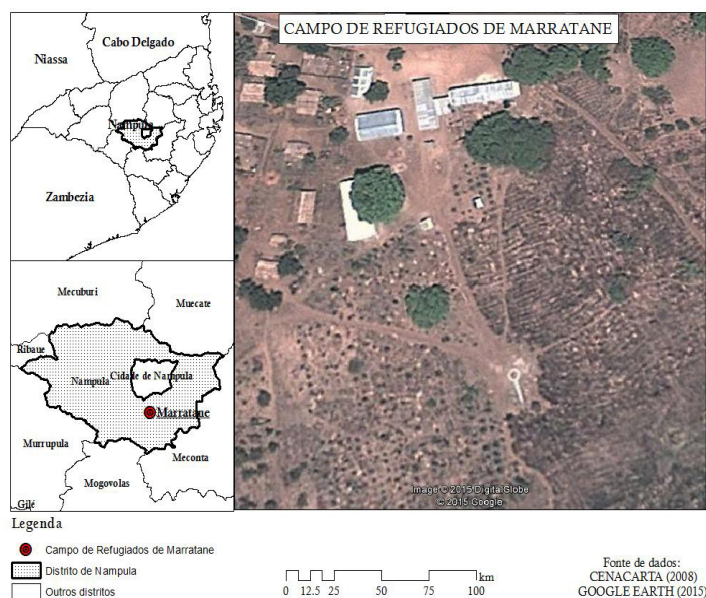 CAMPO DE REFUGIADOS DE MARRATANE
Cabo Delgado
Niassa
Nampula
Zambezia
Mecuburi
Muecate
Ribaue
Cidade de Nampula
Nampula
Marratane
Murrupula
Meconta
Mogovolas
Gilé
Image © 2015 DigitalGlobe
© 2015 Google
Legenda
Campo de Refugiados de Marratane
Distrito de Nampula
Outros distritos
km
0 12.5 25 50 75 100
Fonte de dados:
CENACARTA (2008)
GOOGLE EARTH (2015)